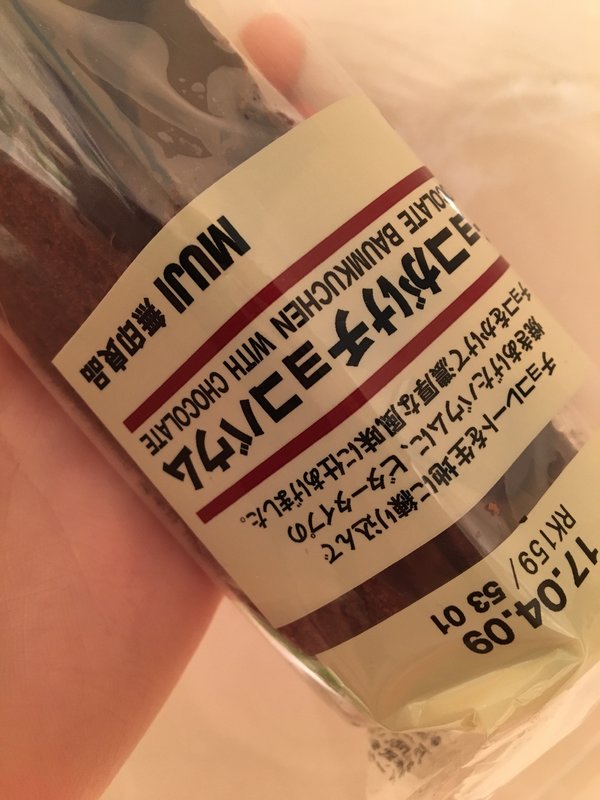 MUJI 無印良品
COLATE BAUMKUCHEN WITH CHOCOLATE
ョコがけチョコバウム
チョコレートを生地に練り込んで
焼きあげたバウムに、ビタータイプの
チョコをかけて濃厚な風味に仕あげました。
17.04.09
RK159/ 53 01